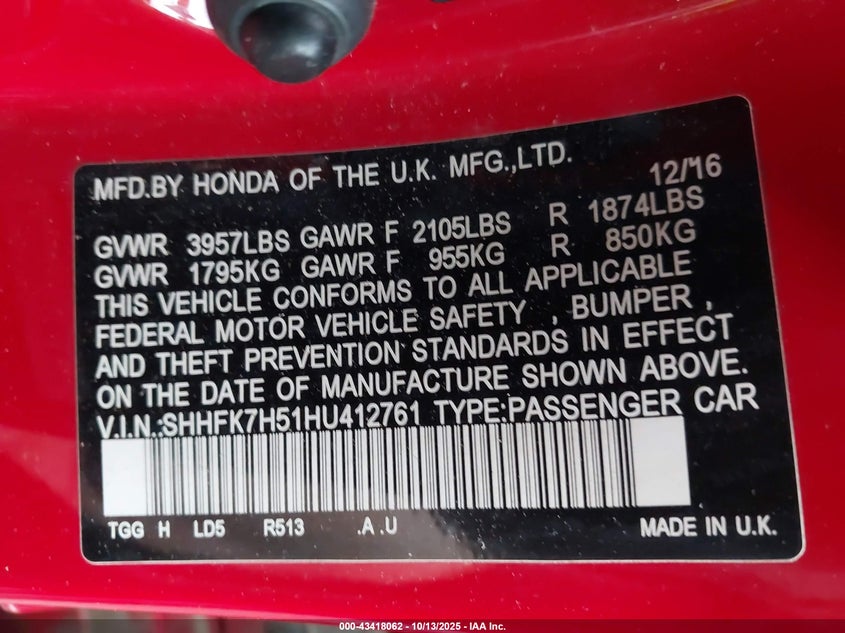 MFD.BY HONDA OF THE U.K. MFG.,LTD. 12/16
GVWR 3957LBS GAWR F 2105LBS R 1874LBS
GVWR 1795KG GAWR F 955KG R 850KG
THIS VEHICLE CONFORMS TO ALL APPLICABLE
FEDERAL MOTOR VEHICLE SAFETY , BUMPER ,
AND THEFT PREVENTION STANDARDS IN EFFECT
ON THE DATE OF MANUFACTURE SHOWN ABOVE.
V.I.N.:SHHFK7H51HU412761 TYPE:PASSENGER CAR
TGG H LD5 R513 .A .U MADE IN U.K.
000-43418062 - 10/13/2025 - IAA Inc.